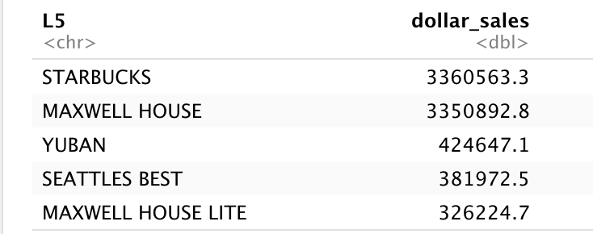 L5 dollar_sales
<chr> <dbl>
STARBUCKS 3360563.3
MAXWELL HOUSE 3350892.8
YUBAN 424647.1
SEATTLES BEST 381972.5
MAXWELL HOUSE LITE 326224.7